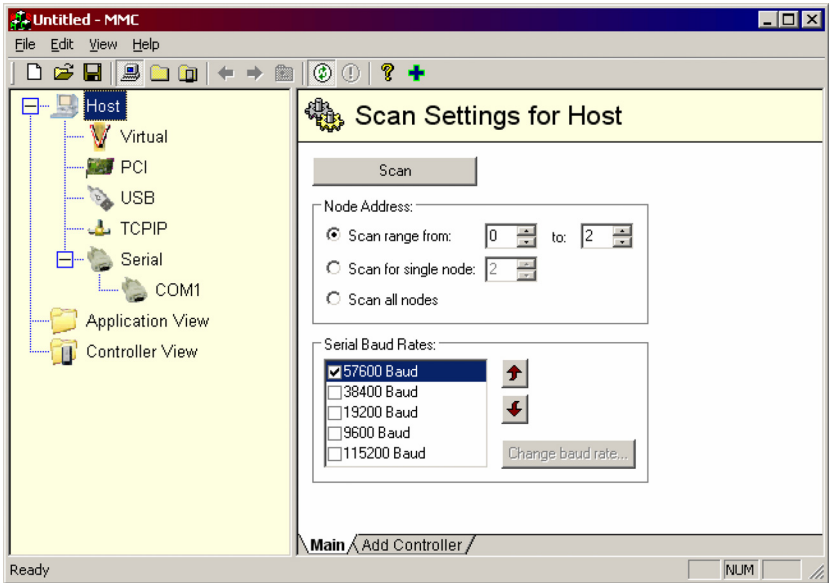 Untitled - MMC
File Edit View Help
Host
Virtual
PCI
USB
TCPIP
Serial
COM1
Application View
Controller View
Scan Settings for Host
Scan
Node Address:
Scan range from: 0 to: 2
Scan for single node: 2
Scan all nodes
Serial Baud Rates:
57600 Baud
38400 Baud
19200 Baud
9600 Baud
115200 Baud
Change baud rate...
Main Add Controller
Ready NUM